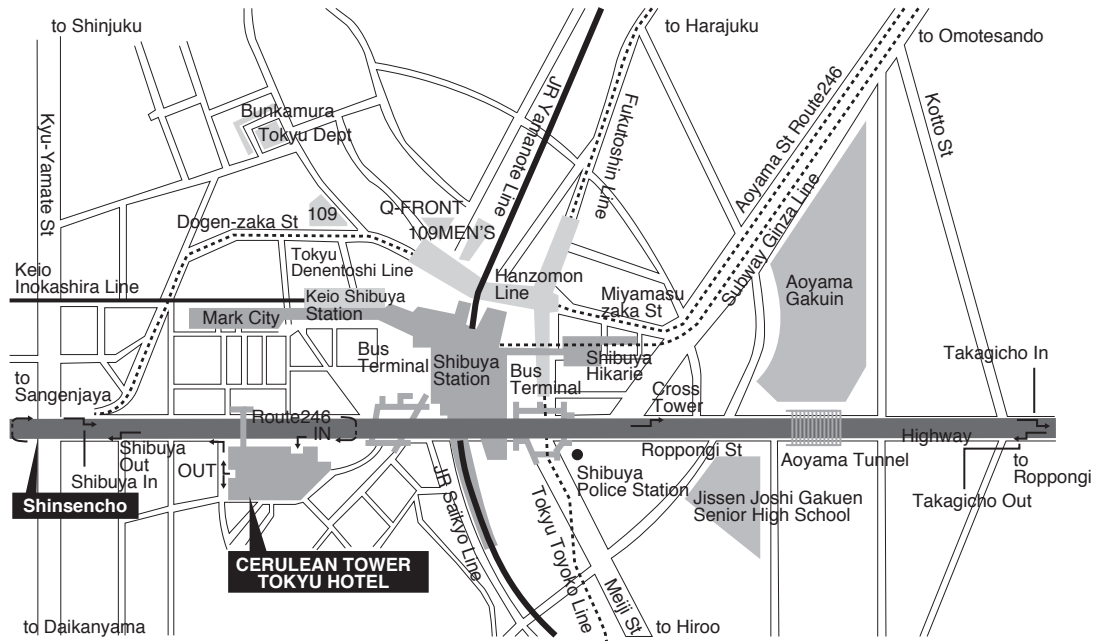 to Shinjuku
to Harajuku
to Omotesando
Kyu-Yamate St
Bunkamura
Tokyu Dept
JR Yamanote Line
Fukutoshin Line
Aoyama St Route246
Subway Ginza Line
Kotto St
Dogen-zaka St
109
Q-FRONT
109MEN'S
Tokyu
Denentoshi Line
Keio
Inokashira Line
Keio Shibuya
Station
Mark City
Hanzomon
Line
Miyamasu
zaka St
Aoyama
Gakuin
Bus
Terminal
Shibuya
Station
Bus
Terminal
Shibuya
Hikarie
Cross
Tower
Takagicho In
to
Sangenjaya
Route246
IN
Shibuya
Out
Shibuya In
OUT
Roppongi St
Highway
Aoyama Tunnel
to
Roppongi
Takagicho Out
Shibuya
Police Station
Jissen Joshi Gakuen
Senior High School
Shinsencho
CERULEAN TOWER
TOKYU HOTEL
JR Saikyo Line
Tokyu Toyoko Line
Meiji St
to Daikanyama
to Hiroo